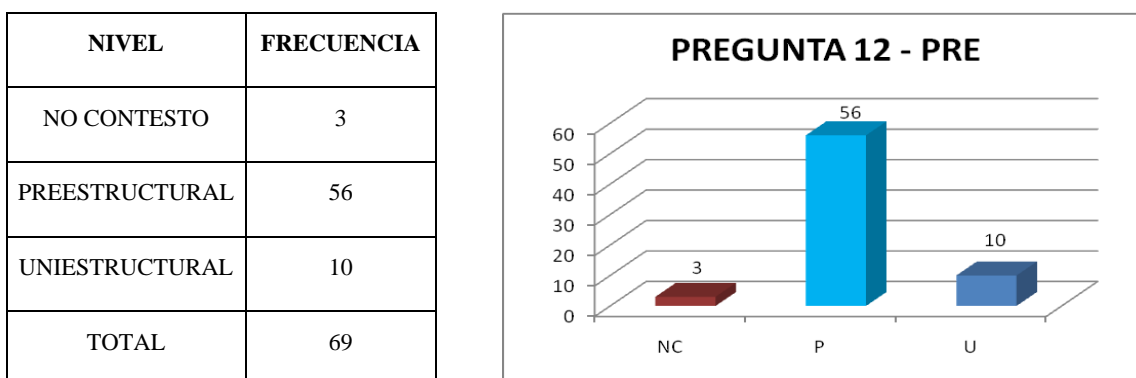 NIVEL FRECUENCIA
NO CONTESTO 3
PREESTRUCTURAL 56
UNIESTRUCTURAL 10
TOTAL 69
PREGUNTA 12 - PRE
60
50
40
30
20
10
0
3
56
10
NC P U